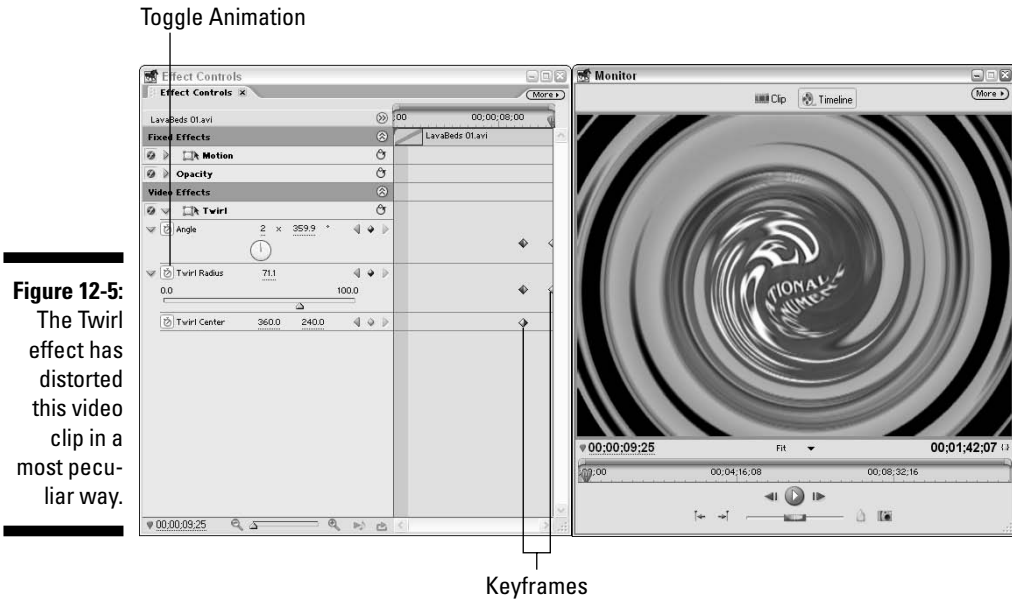 Toggle Animation
Effect Controls
Effect Controls ×
More
LavaBeds 01.avi
;00 00;00;08;00
Fixed Effects
LavaBeds 01.avi
Motion
Opacity
Video Effects
Twirl
Angle 2 × 359.9 °
Twirl Radius 71.1
0.0 100.0
Twirl Center 360.0 240.0
00;00;09;25
Monitor
Clip Timeline More
TIONAL
NUME
00;00;09;25 Fit 00;01;42;07
;00 00;04;16;08 00;08;32;16
Keyframes
Figure 12-5:
The Twirl
effect has
distorted
this video
clip in a
most pecu-
liar way.